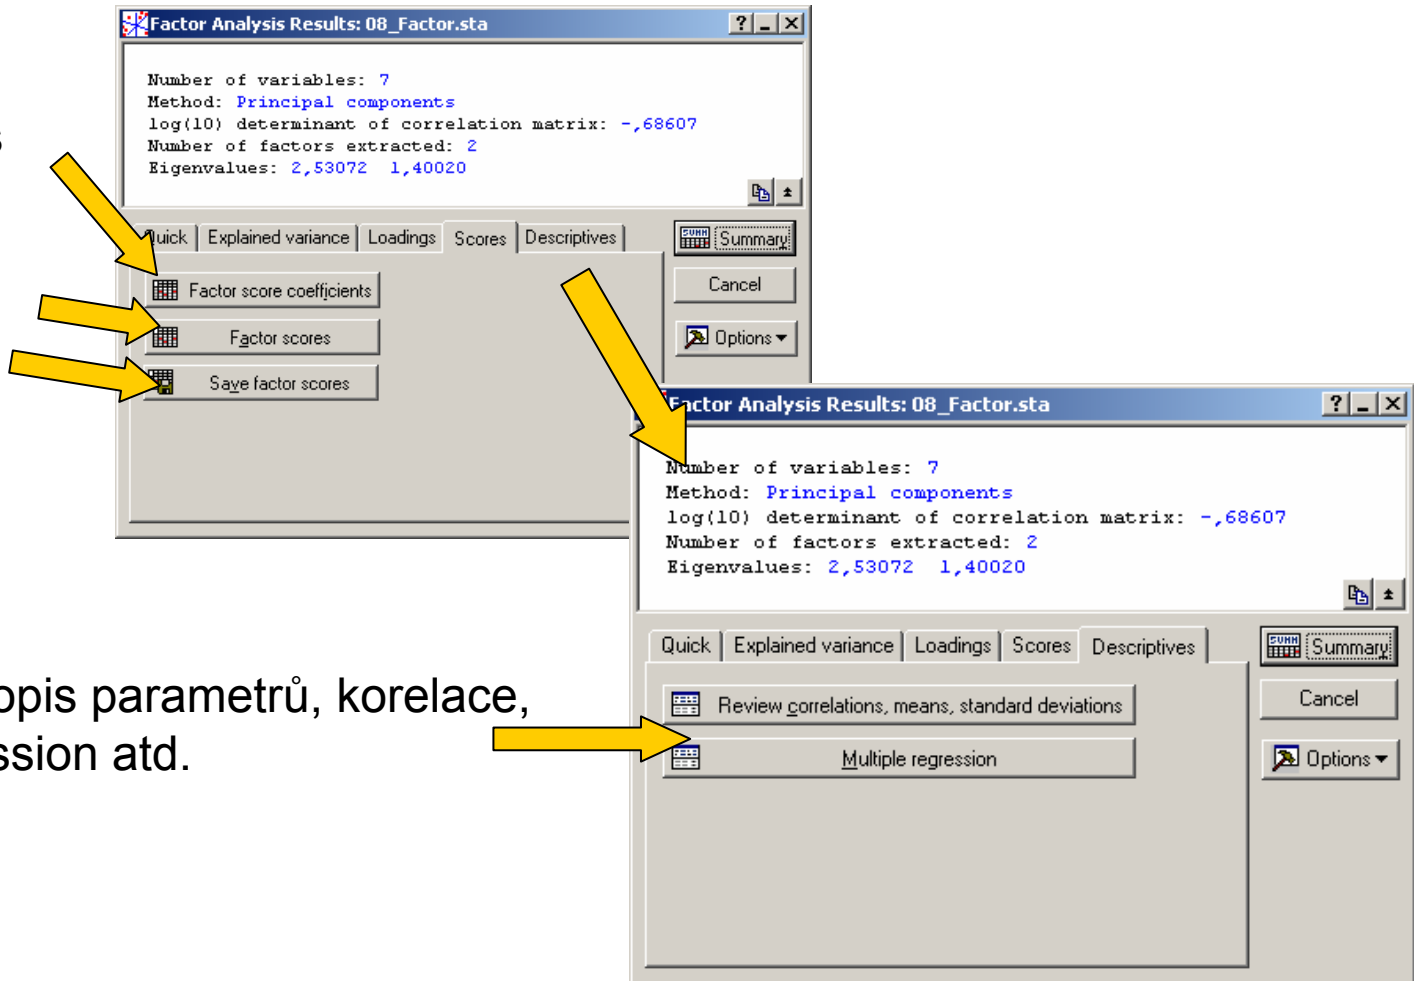 Factor Analysis Results: 08_Factor.sta
Number of variables: 7
Method: Principal components
log(10) determinant of correlation matrix: -,68607
Number of factors extracted: 2
Eigenvalues: 2,53072 1,40020
Quick Explained variance Loadings Scores Descriptives
Summary
Factor score coefficients
Cancel
Factor scores
Options
Save factor scores
Factor Analysis Results: 08_Factor.sta
Number of variables: 7
Method: Principal components
log(10) determinant of correlation matrix: -,68607
Number of factors extracted: 2
Eigenvalues: 2,53072 1,40020
Quick Explained variance Loadings Scores Descriptives
Summary
Review correlations, means, standard deviations
Cancel
Multiple regression
Options
opis parametrů, korelace,
ssion atd.